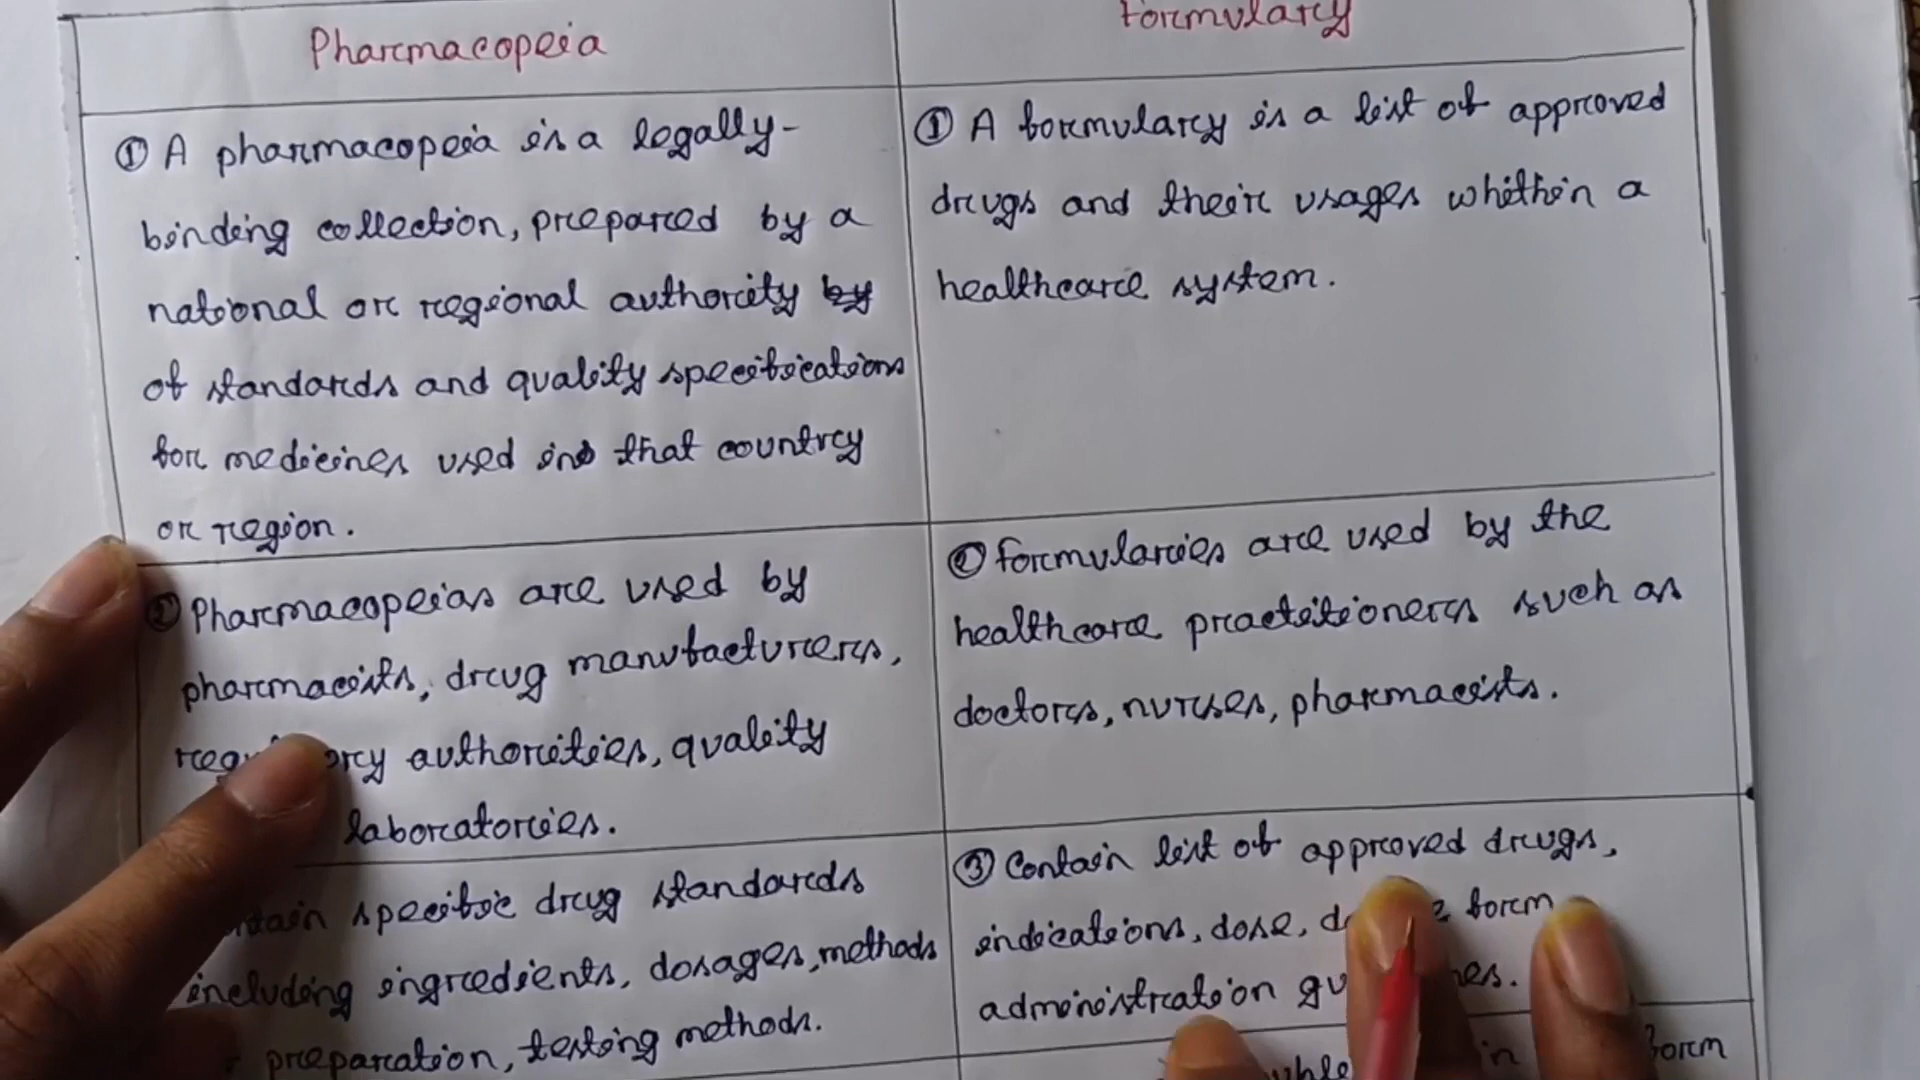 Pharmacopeia
Formulary
① A pharmacopeia is a legally-
binding collection, prepared by a
national or regional authority by
of standards and quality specifications
for medicines used in that country
or region.
① A formulary is a list of approved
drugs and their usages whithin a
healthcare system.
② Pharmacopeias are used by
pharmacists, drug manufacturers,
authorities, quality
laboratories.
② Formularies are used by the
healthcare practitioners such as
doctors, nurses, pharmacists.
specific drug standards
including ingredients, dosages, methods
preparation, testing methods.
③ Contain list of approved drugs,
indications, dose, form
administration
in form